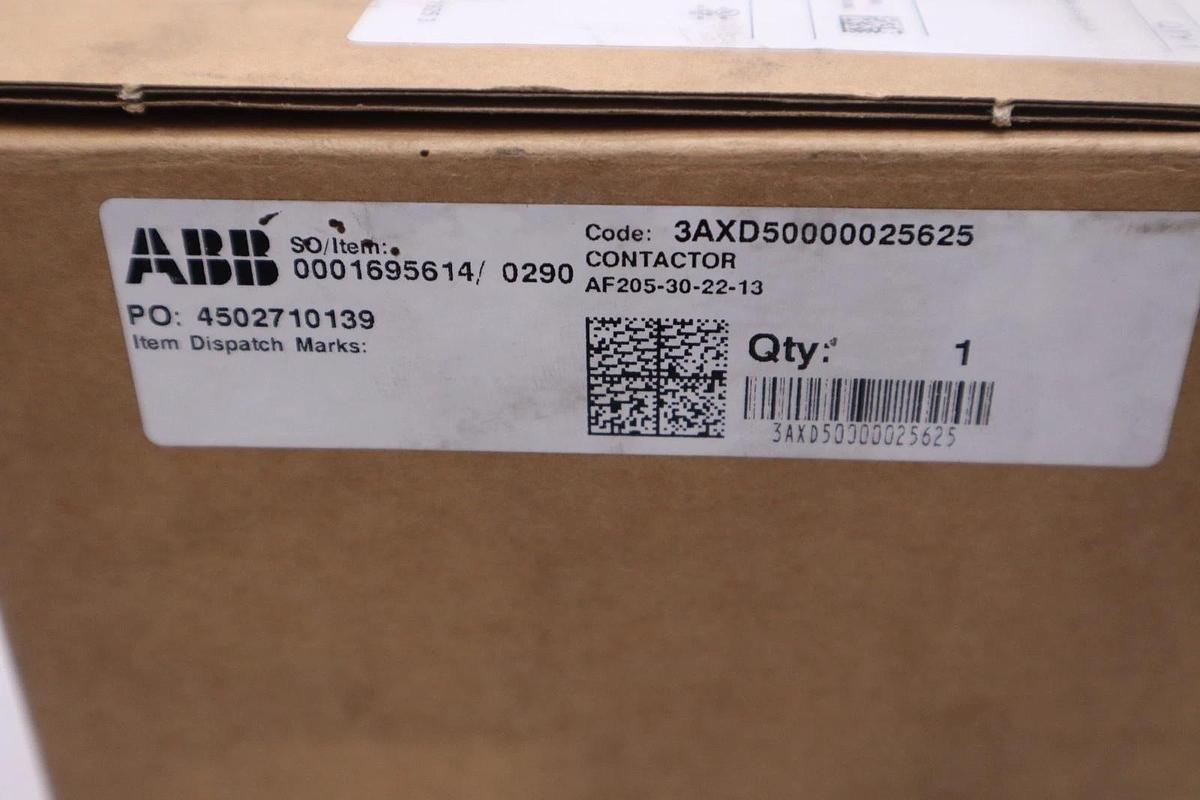 ABB
SO/Item:
0001695614/ 0290
PO: 4502710139
Item Dispatch Marks:
Code: 3AXD50000025625
CONTACTOR
AF205-30-22-13
Qty: 1
3AXD50000025625